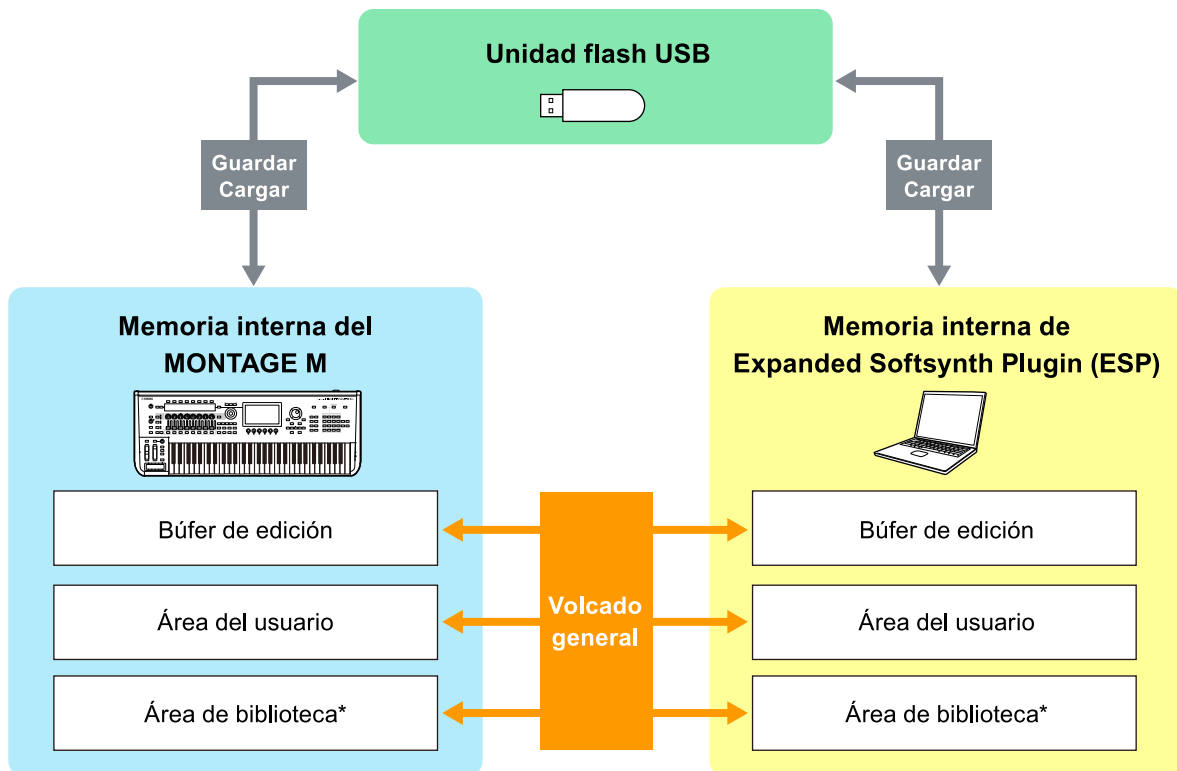 Unidad flash USB
Guardar
Cargar
Guardar
Cargar
Memoria interna del
MONTAGE M
Memoria interna de
Expanded Softsynth Plugin (ESP)
Búfer de edición
Área del usuario
Área de biblioteca*
Volcado
general
Búfer de edición
Área del usuario
Área de biblioteca*